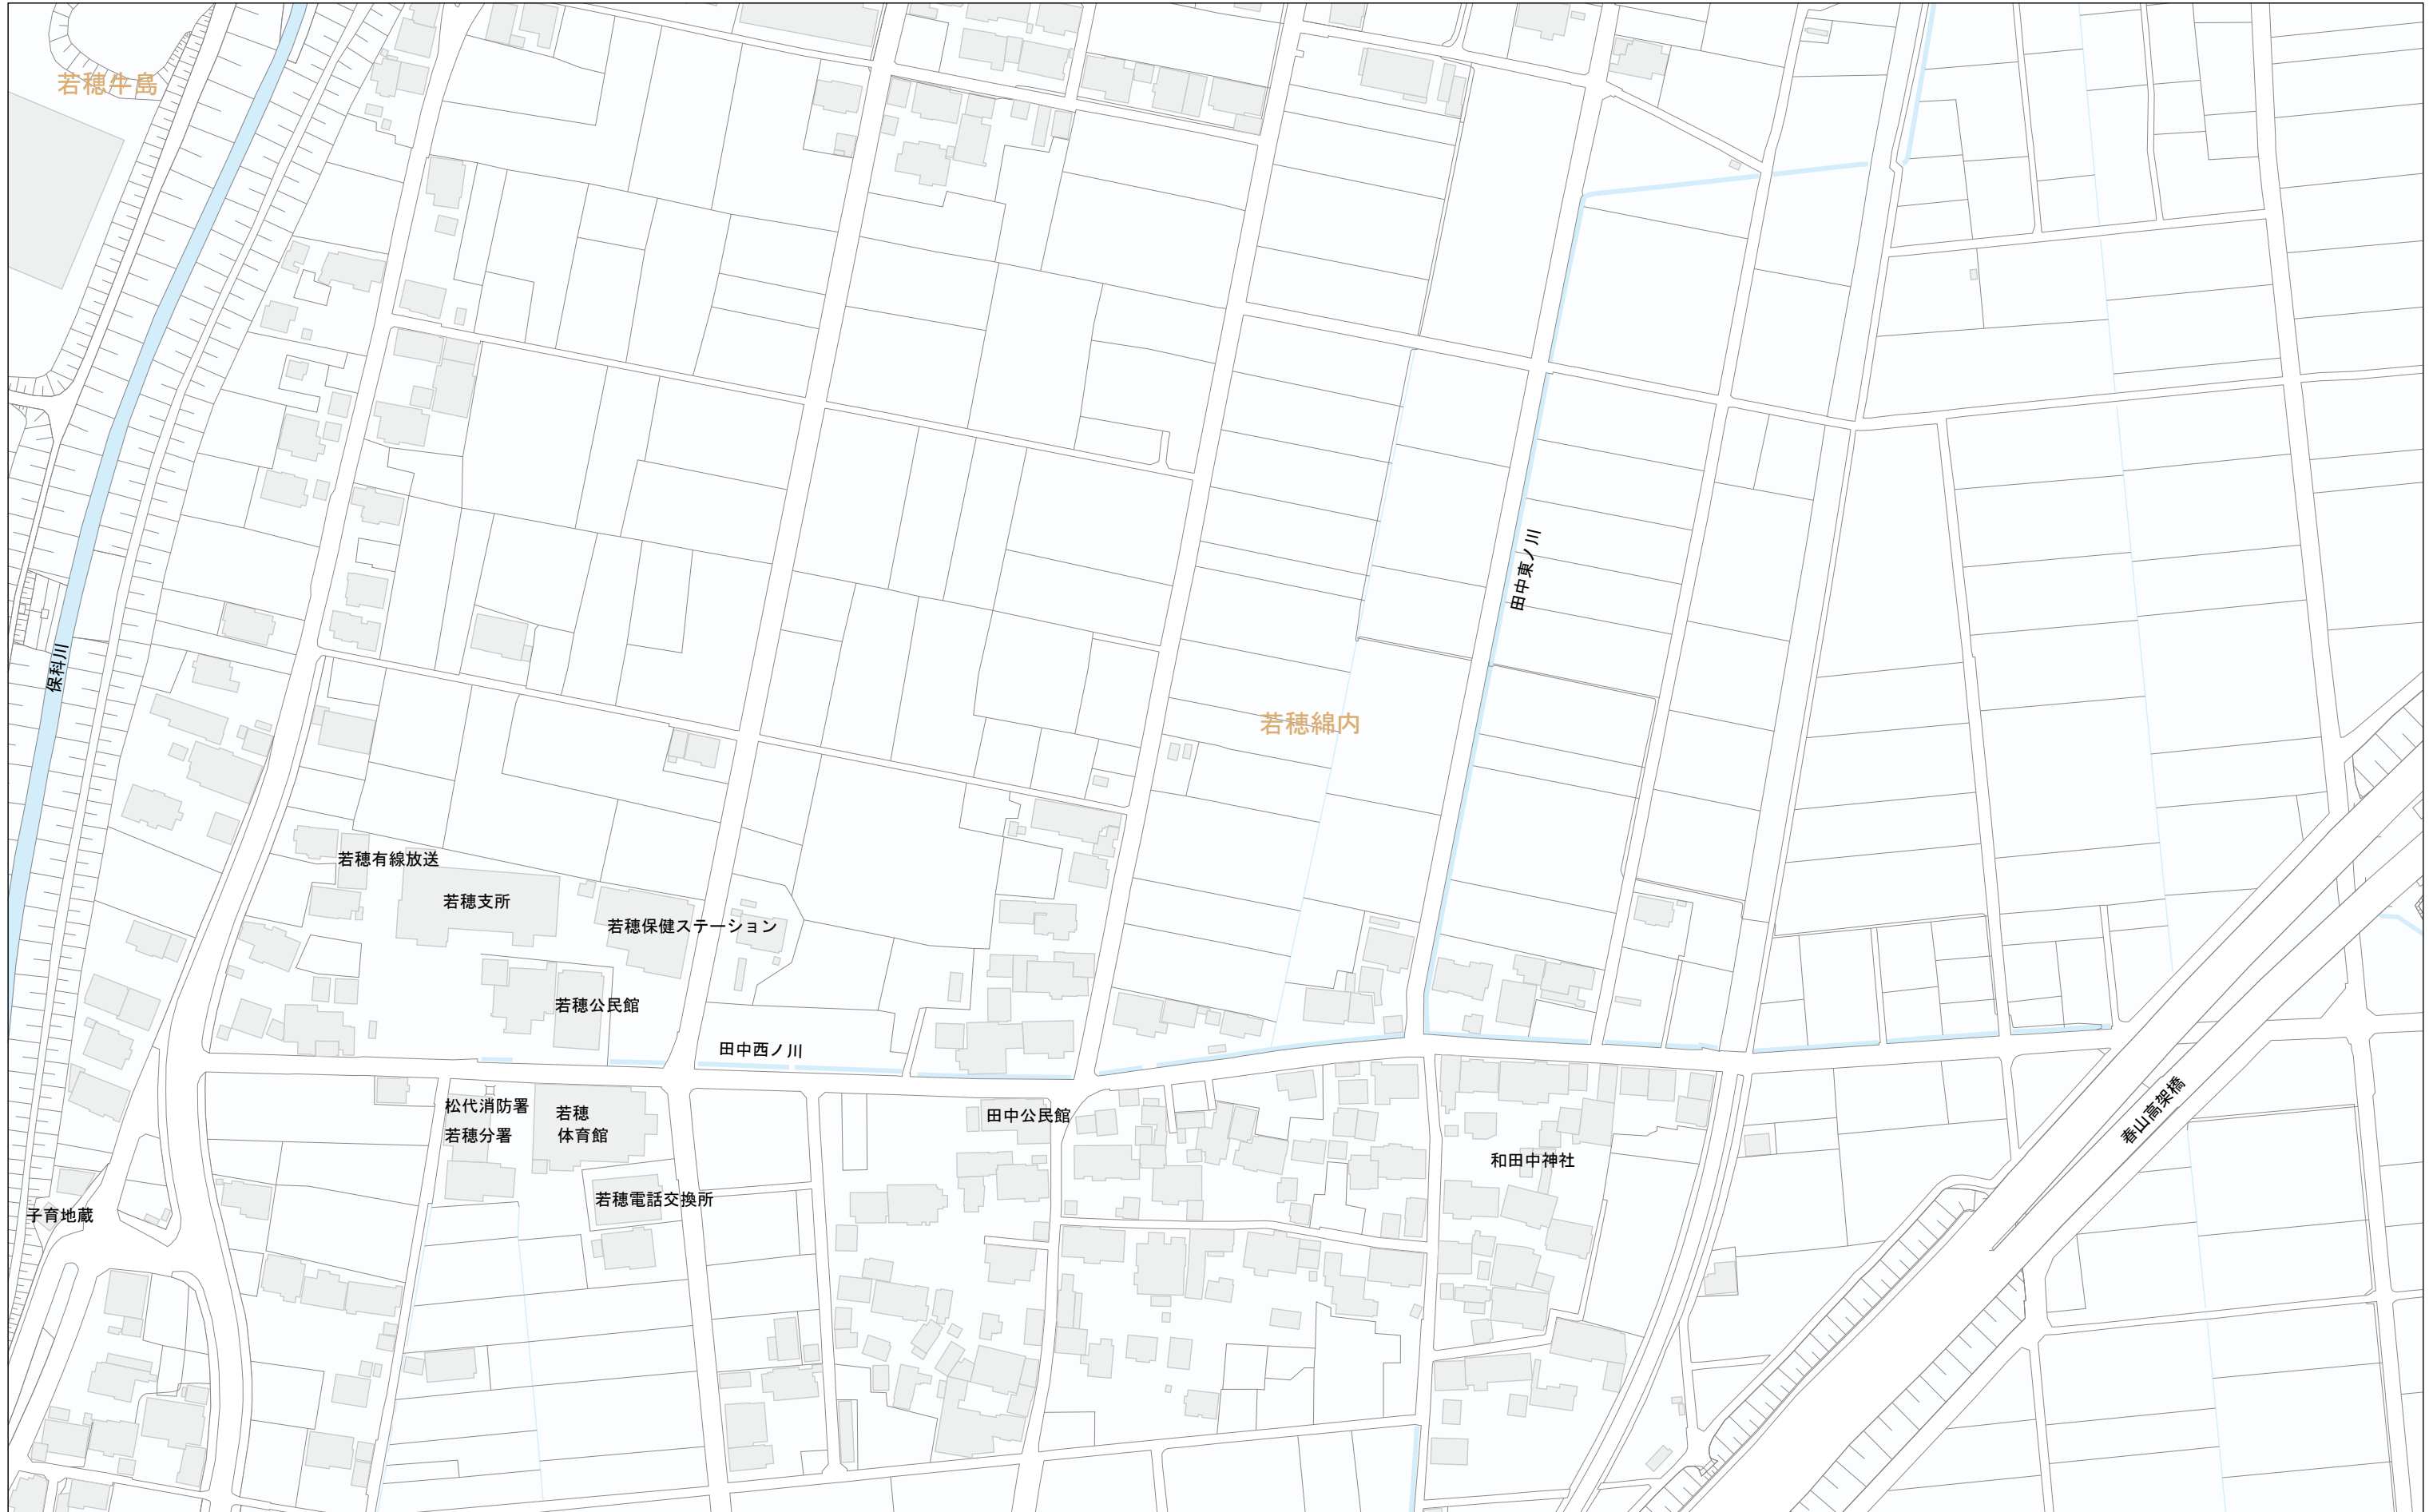 若穂牛島
田中東ノ川
保科川
若穂綿内
若穂有線放送
若穂支所
若穂保健ステーション
若穂公民館
田中西ノ川
松代消防署
若穂分署
若穂
体育館
田中公民館
春山高架橋
和田中神社
若穂電話交換所
子育地蔵